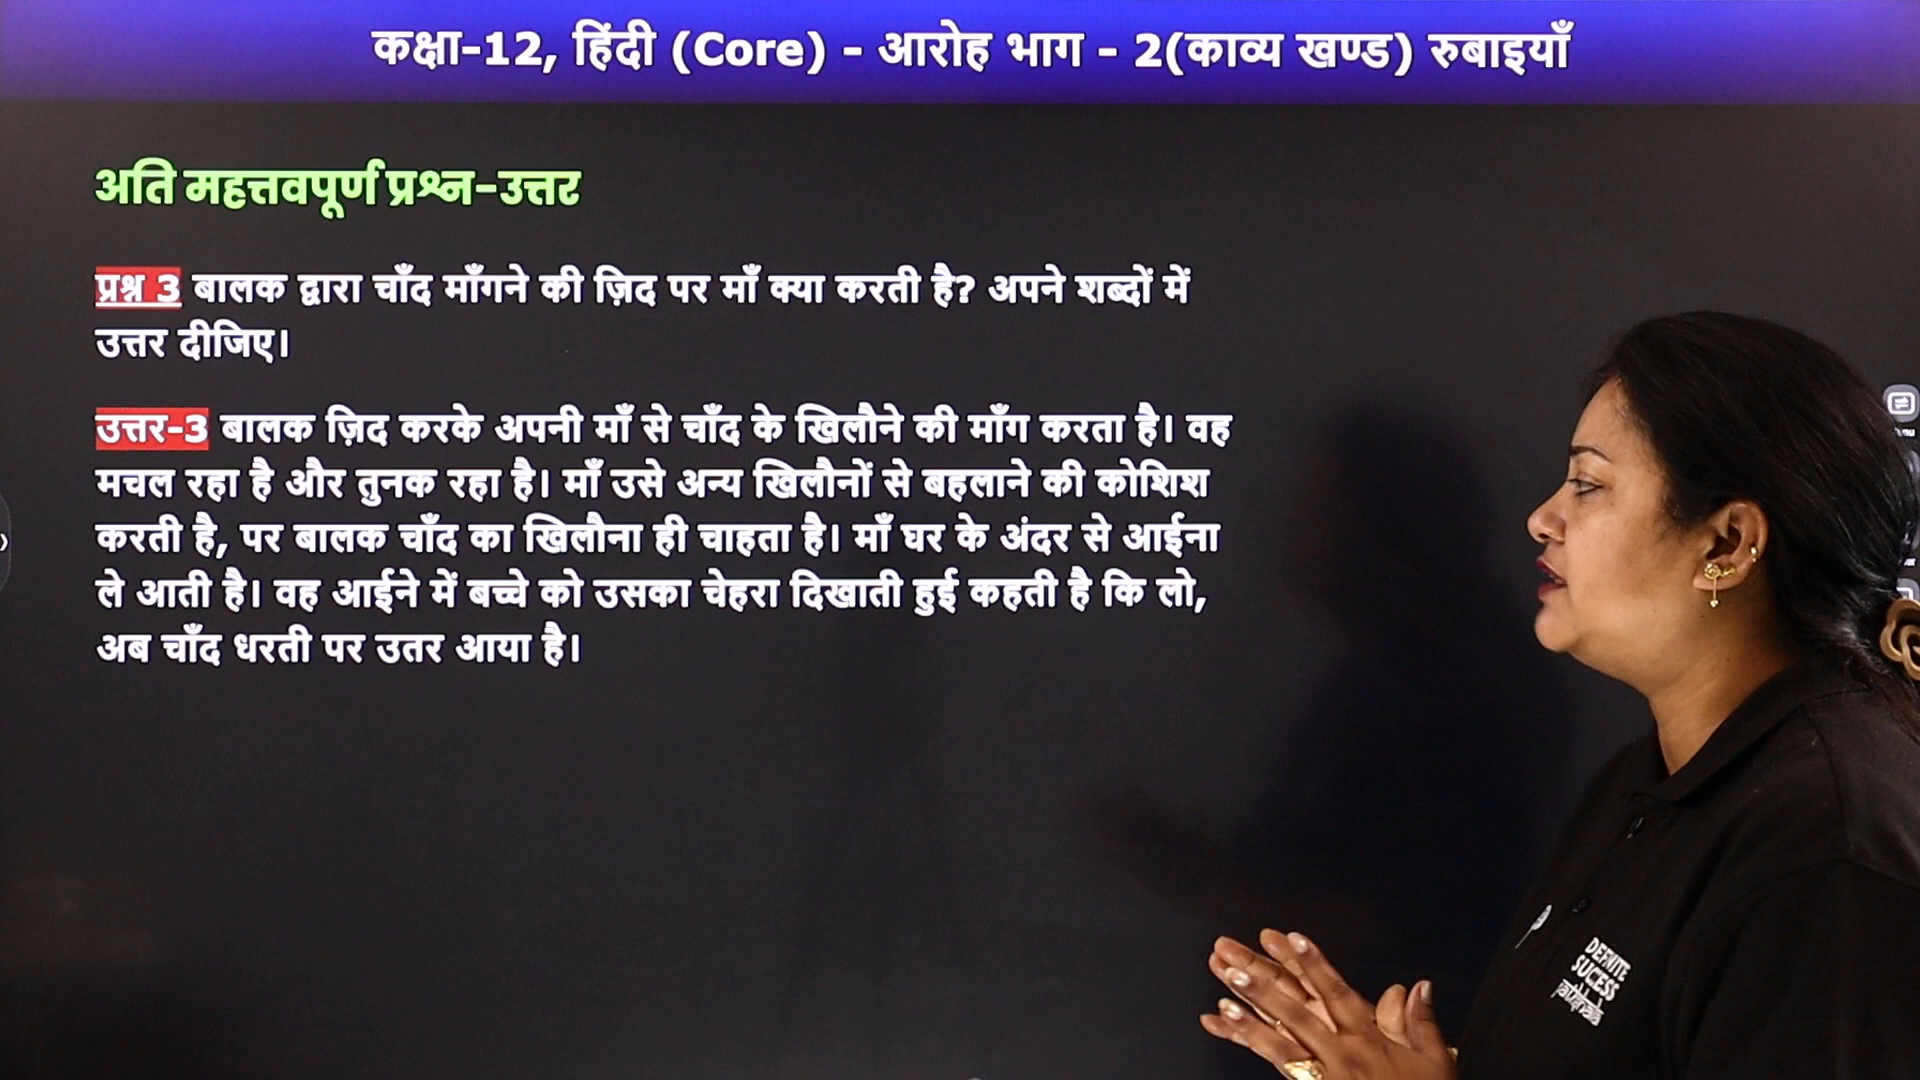 कक्षा-12, हिंदी (Core) - आरोह भाग - 2(काव्य खण्ड) रुबाइयाँ
अति महत्तवपूर्ण प्रश्न-उत्तर
प्रश्न 3 बालक द्वारा चाँद माँगने की ज़िद पर माँ क्या करती है? अपने शब्दों में
उत्तर दीजिए।
उत्तर-3 बालक ज़िद करके अपनी माँ से चाँद के खिलौने की माँग करता है। वह
मचल रहा है और तुनक रहा है। माँ उसे अन्य खिलौनों से बहलाने की कोशिश
करती है, पर बालक चाँद का खिलौना ही चाहता है। माँ घर के अंदर से आईना
ले आती है। वह आईने में बच्चे को उसका चेहरा दिखाती हुई कहती है कि लो,
अब चाँद धरती पर उतर आया है।
DEFINITE
SUCESS
pathshala